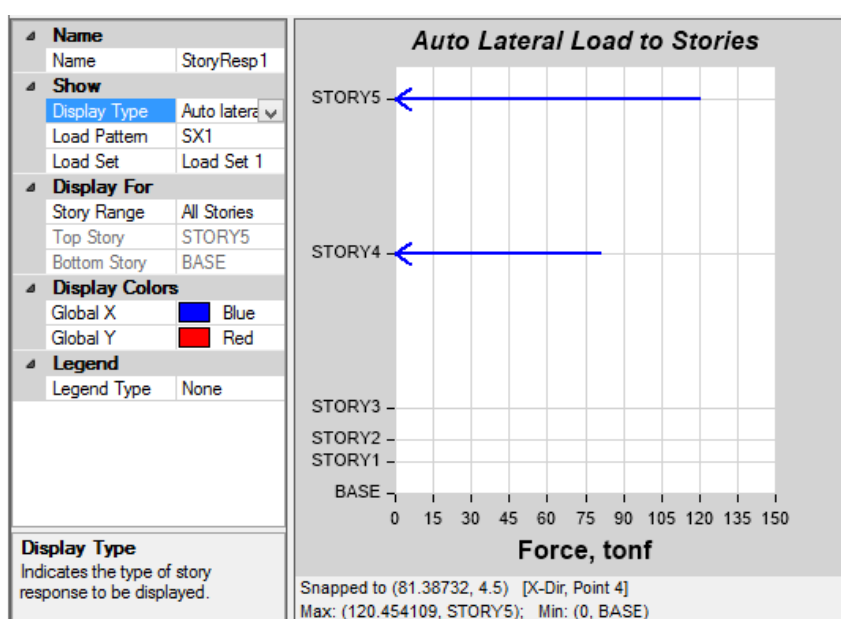 Name
Name StoryResp1
Show
Display Type Auto latera
Load Pattern SX1
Load Set Load Set 1
Display For
Story Range All Stories
Top Story STORY5
Bottom Story BASE
Display Colors
Global X Blue
Global Y Red
Legend
Legend Type None
Display Type
Indicates the type of story
response to be displayed.
Auto Lateral Load to Stories
STORY5
STORY4
STORY3
STORY2
STORY1
BASE
0 15 30 45 60 75 90 105 120 135 150
Force, tonf
Snapped to (81.38732, 4.5) [X-Dir, Point 4]
Max: (120.454109, STORY5); Min: (0, BASE)